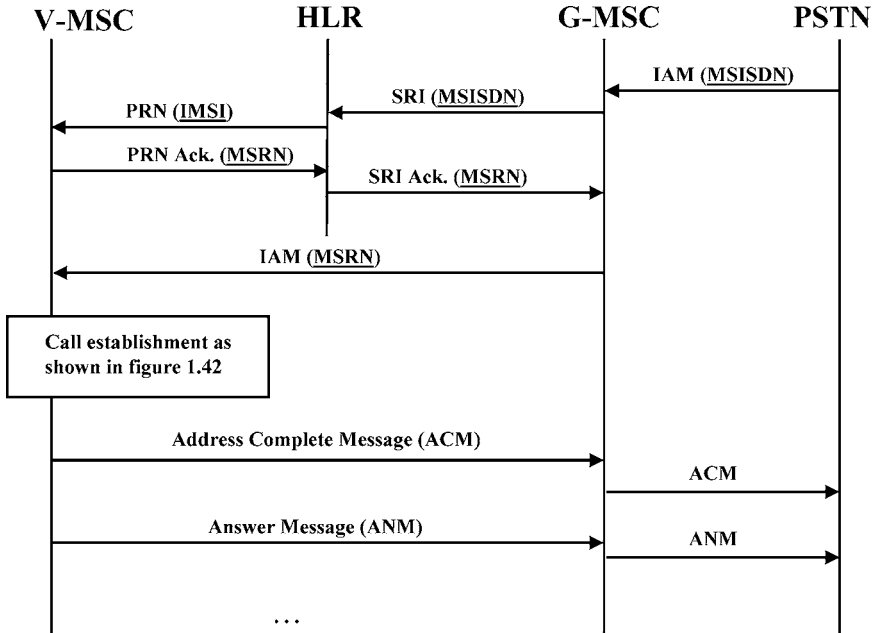 V-MSC HLR G-MSC PSTN
IAM (MSISDN)
SRI (MSISDN)
PRN (IMSI)
PRN Ack. (MSRN)
SRI Ack. (MSRN)
IAM (MSRN)
Call establishment as
shown in figure 1.42
Address Complete Message (ACM)
ACM
Answer Message (ANM)
ANM
...